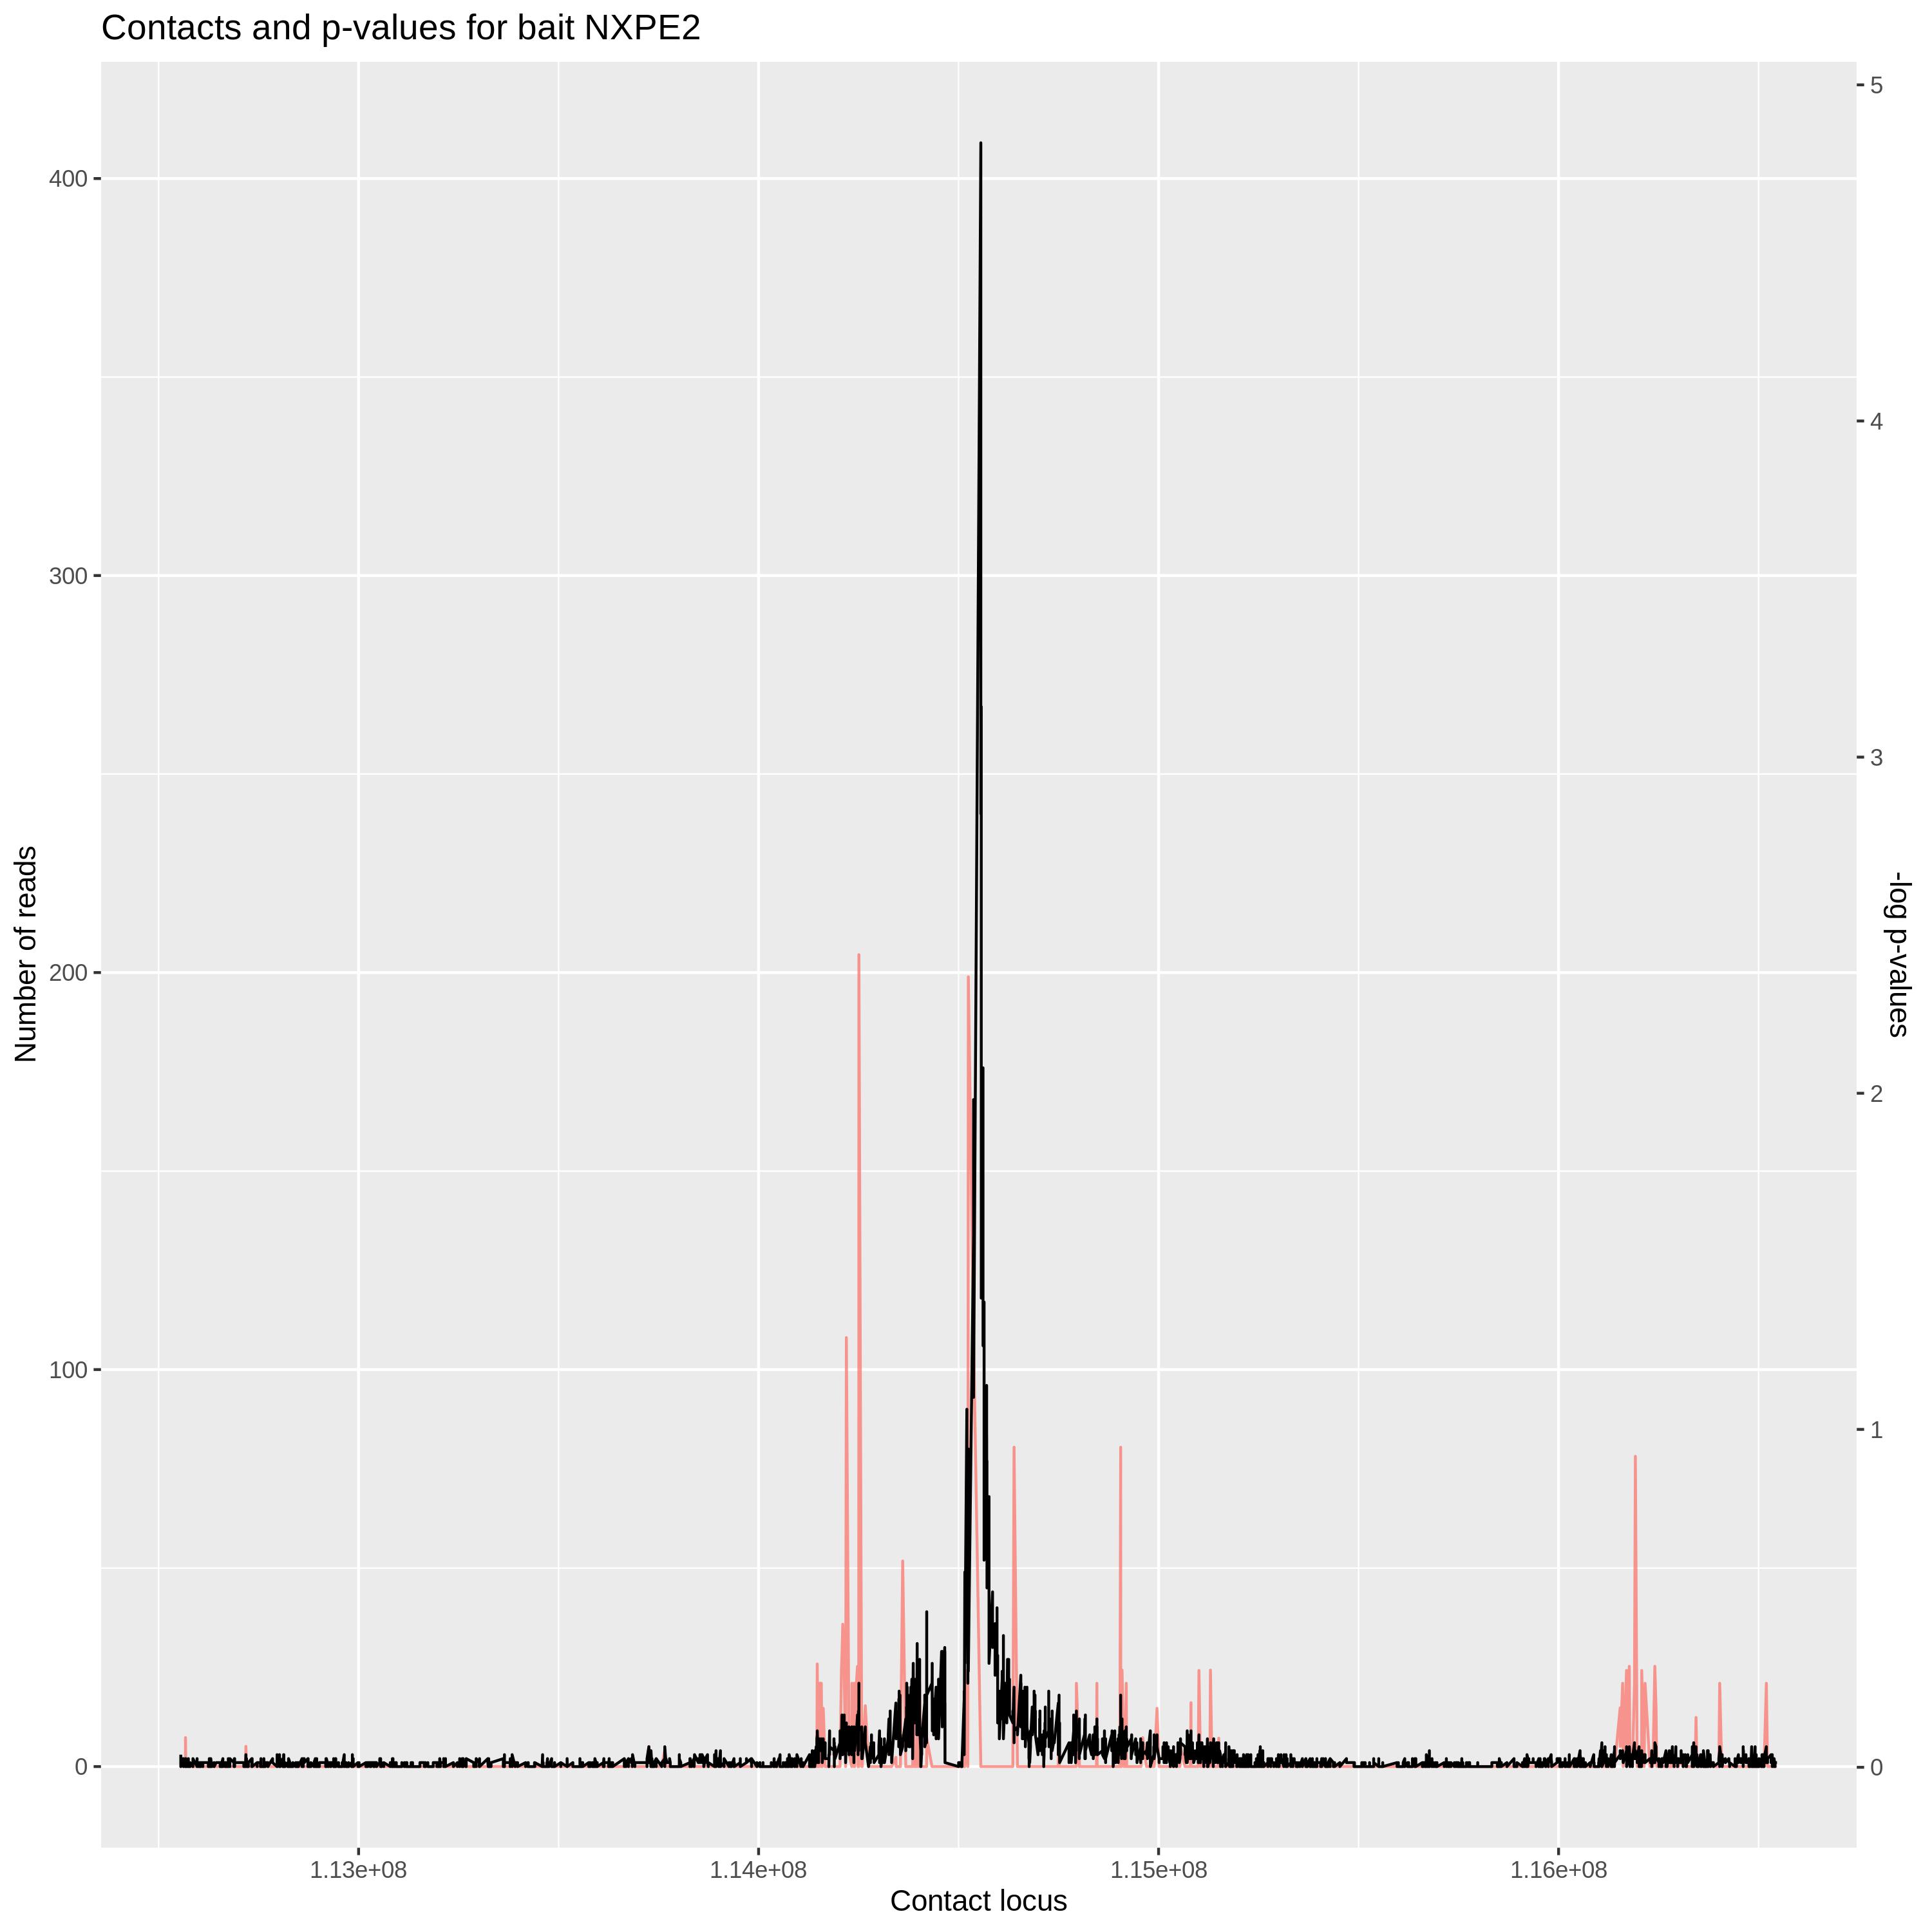 Contacts and p-values for bait NXPE2
Number of reads
400
300
200
100
0
5
4
3
2
1
0
-log p-values
1.13e+08
1.14e+08
1.15e+08
1.16e+08
Contact locus